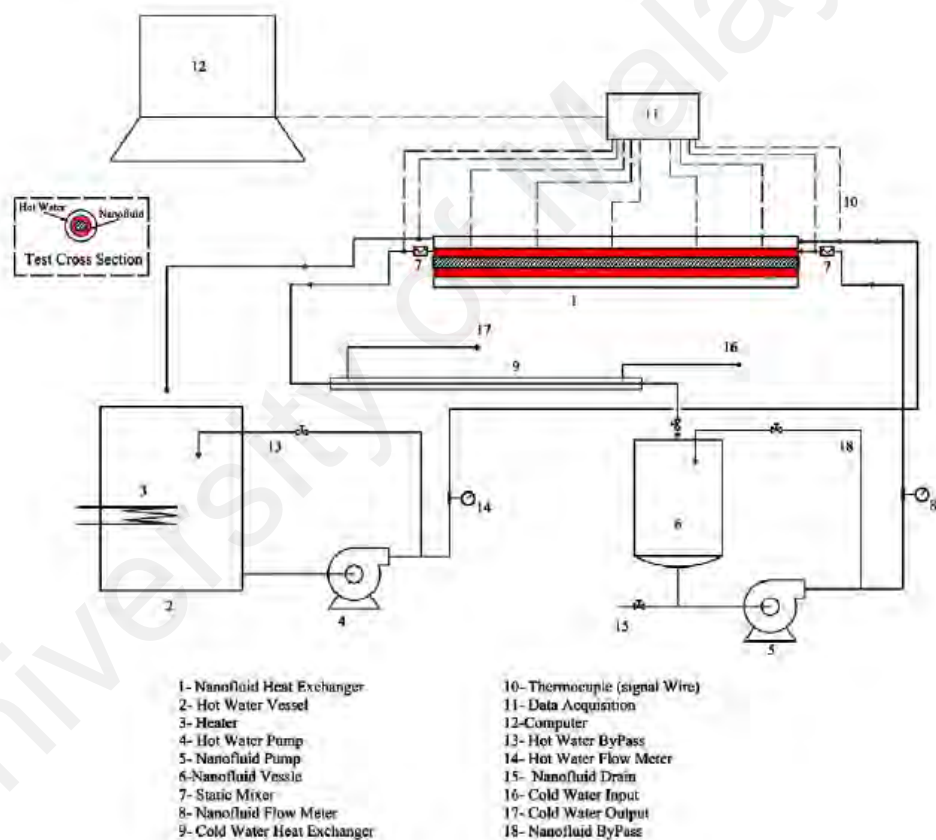 University of Malay
12
11
Hot Water
Nanofluid
Test Cross Section
10
7
7
1
17
16
9
13
18
3
14
8
6
2
4
15
5
1- Nanofluid Heat Exchanger
2- Hot Water Vessel
3- Heater
4- Hot Water Pump
5- Nanofluid Pump
6-Nanofluid Vessle
7- Static Mixer
8- Nanofluid Flow Meter
9- Cold Water Heat Exchanger
10- Thermocuple (signal Wire)
11- Data Acquisition
12-Computer
13- Hot Water ByPass
14- Hot Water Flow Meter
15- Nanofluid Drain
16- Cold Water Input
17- Cold Water Output
18- Nanofluid ByPass